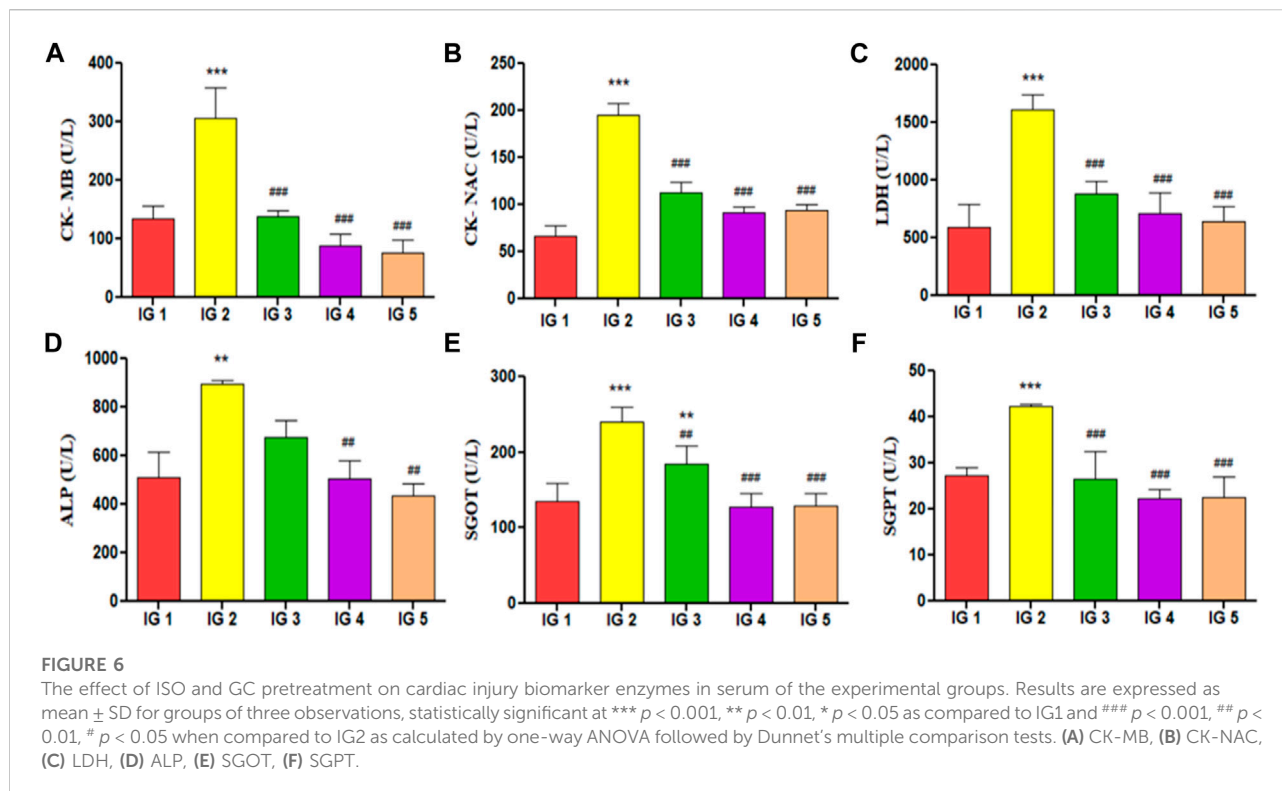 A
400
300
200
100
0
CK- MB (U/L)
***
###
###
###
IG 1 IG 2 IG 3 IG 4 IG 5
B
250
200
150
100
50
0
CK- NAC (U/L)
***
###
###
###
IG 1 IG 2 IG 3 IG 4 IG 5
C
2000
1500
1000
500
0
LDH (U/L)
***
###
###
###
IG 1 IG 2 IG 3 IG 4 IG 5
D
1000
800
600
400
200
0
ALP (U/L)
**
##
##
IG 1 IG 2 IG 3 IG 4 IG 5
E
300
200
100
0
SGOT (U/L)
***
**
##
###
###
IG 1 IG 2 IG 3 IG 4 IG 5
F
50
40
30
20
10
0
SGPT (U/L)
***
###
###
###
IG 1 IG 2 IG 3 IG 4 IG 5
FIGURE 6
The effect of ISO and GC pretreatment on cardiac injury biomarker enzymes in serum of the experimental groups. Results are expressed as
mean ± SD for groups of three observations, statistically significant at *** p < 0.001, ** p < 0.01, * p < 0.05 as compared to IG1 and ### p < 0.001, ## p <
0.01, # p < 0.05 when compared to IG2 as calculated by one-way ANOVA followed by Dunnet's multiple comparison tests. (A) CK-MB, (B) CK-NAC,
(C) LDH, (D) ALP, (E) SGOT, (F) SGPT.